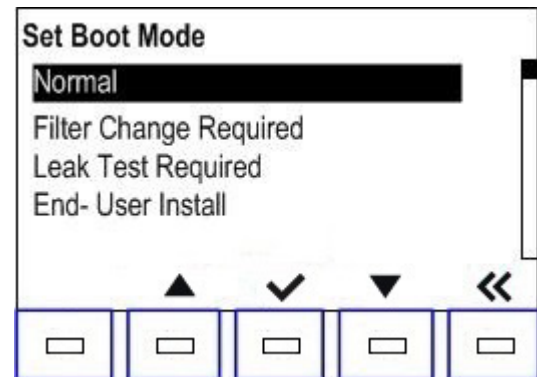 Set Boot Mode
Normal
Filter Change Required
Leak Test Required
End- User Install